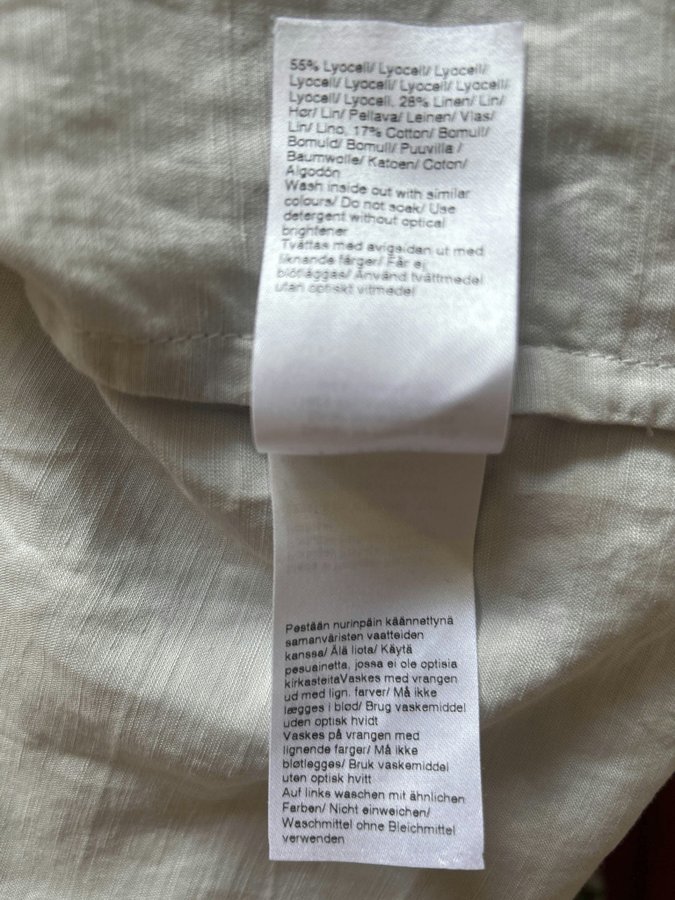 55% Lyocell/ Lyocell/ Lyocell/
Lyocell/ Lyocell/ Lyocell/ Lyocell/
Lyocell/ Lyocell, 28% Linen/ Lin/
Hør/ Lin/ Pellava/ Leinen/ Vlas/
Lin/ Lino, 17% Cotton/ Bomull/
Bomuld/ Bomull/ Puuvilla /
Baumwolle/ Katoen/ Coton/
Algodón
Wash inside out with similar
colours/ Do not soak/ Use
detergent without optical
brightener
Tvättas med avigsidan ut med
liknande färger/ Får ej
blötläggas/ Använd tvättmedel
utan optiskt vitmedel
Pestään nurinpäin käännettynä
samanväristen vaatteiden
kanssa/ Älä liota/ Käytä
pesuainetta, jossa ei ole optisia
kirkasteitaVaskes med vrangen
ud med lign. farver/ Må ikke
lægges i blød/ Brug vaskemiddel
uden optisk hvidt
Vaskes på vrangen med
lignende farger/ Må ikke
bløtlegges/ Bruk vaskemiddel
uten optisk hvitt
Auf links waschen mit ähnlichen
Farben/ Nicht einweichen/
Waschmittel ohne Bleichmittel
verwenden